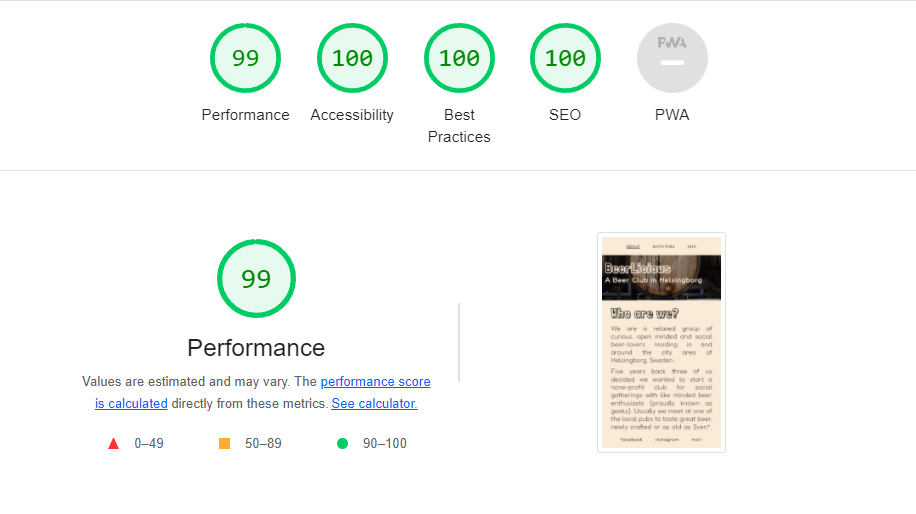 99
100
100
100
PWA
Performance
Accessibility
Best
Practices
SEO
PWA
99
Performance
Values are estimated and may vary. The performance score
is calculated directly from these metrics. See calculator.
0–49
50–89
90–100
about activities join
BeerLicious
A Beer Club in Helsingborg
Who are we?
We are a relaxed group of
curious, open minded and social
beer-lovers residing in and
around the city area of
Helsingborg, Sweden.
Five years back three of us
decided we wanted to start a
none-profit club for social
gatherings with like minded beer
enthusiasts (proudly known as
geeks). Usually we meet at one of
the local pubs to taste great beer,
newly crafted or as old as Sven*.
facebook instagram mail